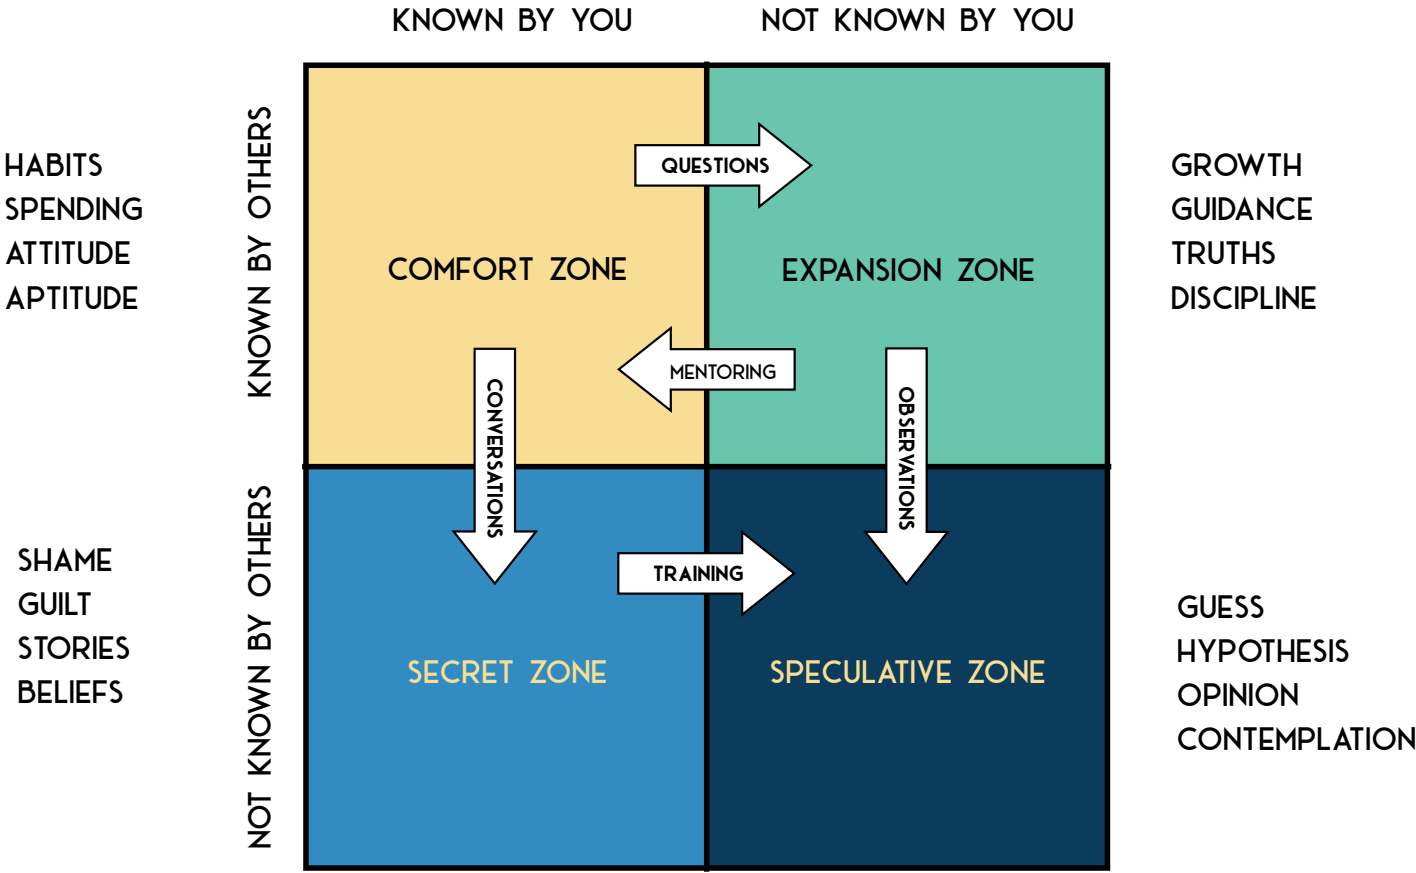 KNOWN BY YOU
NOT KNOWN BY YOU
KNOWN BY OTHERS
HABITS
SPENDING
ATTITUDE
APTITUDE
QUESTIONS
COMFORT ZONE
EXPANSION ZONE
MENTORING
CONVERSATIONS
OBSERVATIONS
GROWTH
GUIDANCE
TRUTHS
DISCIPLINE
NOT KNOWN BY OTHERS
SHAME
GUILT
STORIES
BELIEFS
TRAINING
SECRET ZONE
SPECULATIVE ZONE
GUESS
HYPOTHESIS
OPINION
CONTEMPLATION